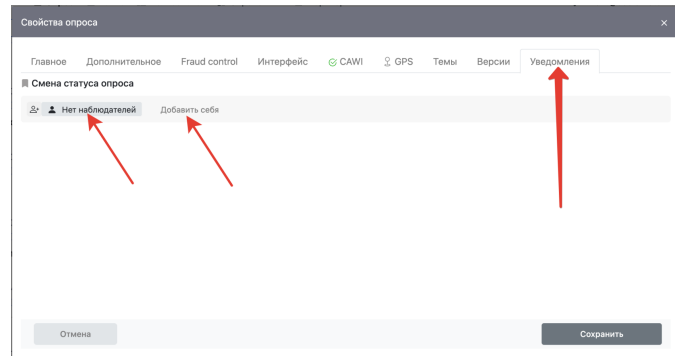 Свойства опроса
Главное Дополнительное Fraud control Интерфейс CAWI GPS Темы Версии Уведомления
Смена статуса опроса
Нет наблюдателей Добавить себя
Отмена Сохранить